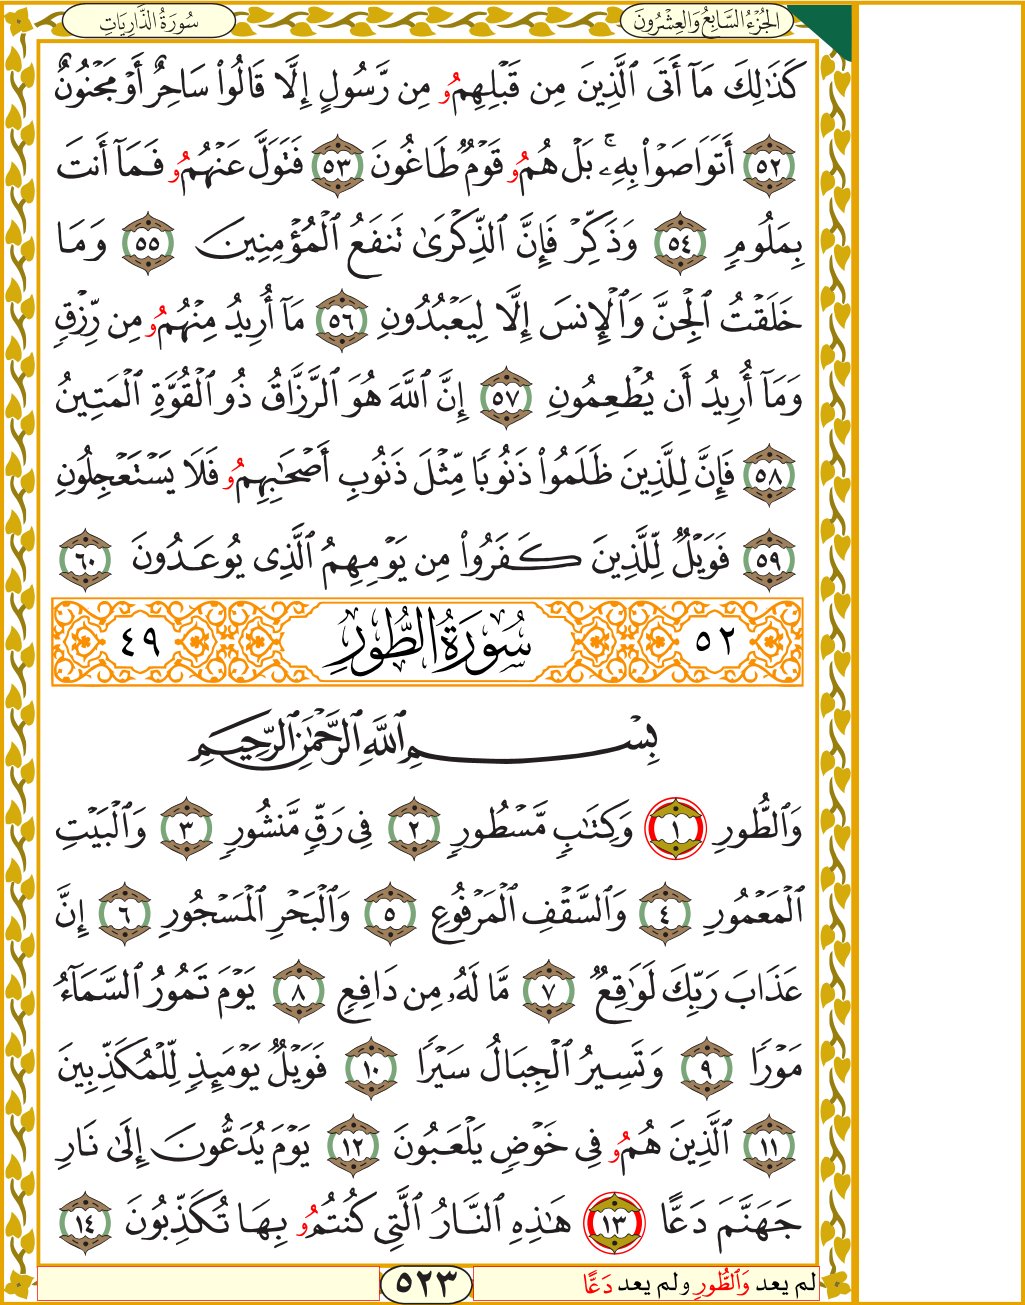 الجُزْءُ السَّابِعُ وَالعِشْرُونَ
سُورَةُ الذَّارِيَاتِ
كَذَٰلِكَ مَآ أَتَى ٱلَّذِينَ مِن قَبْلِهِمُۥ مِن رَّسُولٍ إِلَّا قَالُواْ سَاحِرٌ أَوْ مَجْنُونٌ
٥٢ أَتَوَاصَوْاْ بِهِۦۚ بَلْ هُمُۥ قَوْمٌ طَاغُونَ ٥٣ فَتَوَلَّ عَنْهُمُۥ فَمَآ أَنتَ
بِمَلُومٍ ٥٤ وَذَكِّرْ فَإِنَّ ٱلذِّكْرَىٰ تَنفَعُ ٱلْمُؤْمِنِينَ ٥٥ وَمَا
خَلَقْتُ ٱلْجِنَّ وَٱلْإِنسَ إِلَّا لِيَعْبُدُونِ ٥٦ مَآ أُرِيدُ مِنْهُمُۥ مِن رِّزْقٍ
وَمَآ أُرِيدُ أَن يُطْعِمُونِ ٥٧ إِنَّ ٱللَّهَ هُوَ ٱلرَّزَّاقُ ذُو ٱلْقُوَّةِ ٱلْمَتِينُ
٥٨ فَإِنَّ لِلَّذِينَ ظَلَمُواْ ذَنُوبًا مِّثْلَ ذَنُوبِ أَصْحَٰبِهِمُۥ فَلَا يَسْتَعْجِلُونِ
٥٩ فَوَيْلٌ لِّلَّذِينَ كَفَرُواْ مِن يَوْمِهِمُ ٱلَّذِى يُوعَدُونَ ٦٠
٥٢ سُورَةُ الطُّورِ ٤٩
بِسْمِ ٱللَّهِ ٱلرَّحْمَٰنِ ٱلرَّحِيمِ
وَٱلطُّورِ ١ وَكِتَٰبٍ مَّسْطُورٍ ٢ فِى رَقٍّ مَّنشُورٍ ٣ وَٱلْبَيْتِ
ٱلْمَعْمُورِ ٤ وَٱلسَّقْفِ ٱلْمَرْفُوعِ ٥ وَٱلْبَحْرِ ٱلْمَسْجُورِ ٦ إِنَّ
عَذَابَ رَبِّكَ لَوَٰقِعٌ ٧ مَّا لَهُۥ مِن دَافِعٍ ٨ يَوْمَ تَمُورُ ٱلسَّمَآءُ
مَوْرًا ٩ وَتَسِيرُ ٱلْجِبَالُ سَيْرًا ١٠ فَوَيْلٌ يَوْمَئِذٍ لِّلْمُكَذِّبِينَ
١١ ٱلَّذِينَ هُمُۥ فِى خَوْضٍ يَلْعَبُونَ ١٢ يَوْمَ يُدَعُّونَ إِلَىٰ نَارِ
جَهَنَّمَ دَعًّا ١٣ هَٰذِهِ ٱلنَّارُ ٱلَّتِى كُنتُمُۥ بِهَا تُكَذِّبُونَ ١٤
لم يعد وَٱلطُّورِ ولم يعد دَعًّا
٥٢٣